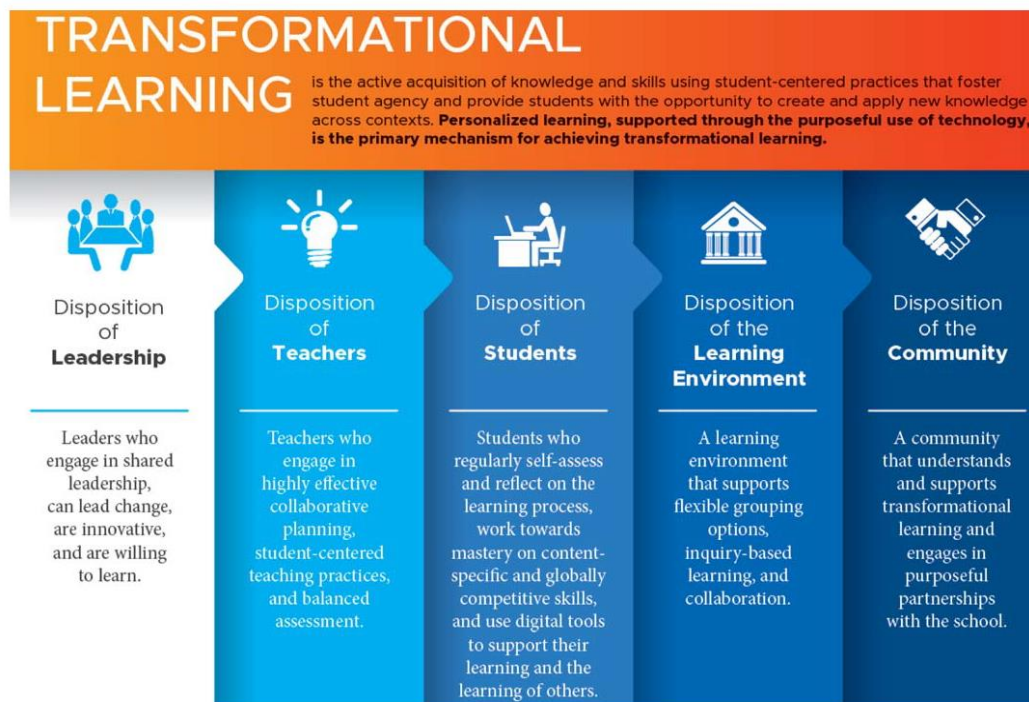 TRANSFORMATIONAL
LEARNING
is the active acquisition of knowledge and skills using student-centered practices that foster
student agency and provide students with the opportunity to create and apply new knowledge
across contexts. Personalized learning, supported through the purposeful use of technology,
is the primary mechanism for achieving transformational learning.
Disposition
of
Leadership
Leaders who
engage in shared
leadership,
can lead change,
are innovative,
and are willing
to learn.
Disposition
of
Teachers
Teachers who
engage in
highly effective
collaborative
planning,
student-centered
teaching practices,
and balanced
assessment.
Disposition
of
Students
Students who
regularly self-assess
and reflect on the
learning process,
work towards
mastery on content-
specific and globally
competitive skills,
and use digital tools
to support their
learning and the
learning of others.
Disposition
of the
Learning
Environment
A learning
environment
that supports
flexible grouping
options,
inquiry-based
learning, and
collaboration.
Disposition
of the
Community
A community
that understands
and supports
transformational
learning and
engages in
purposeful
partnerships
with the school.